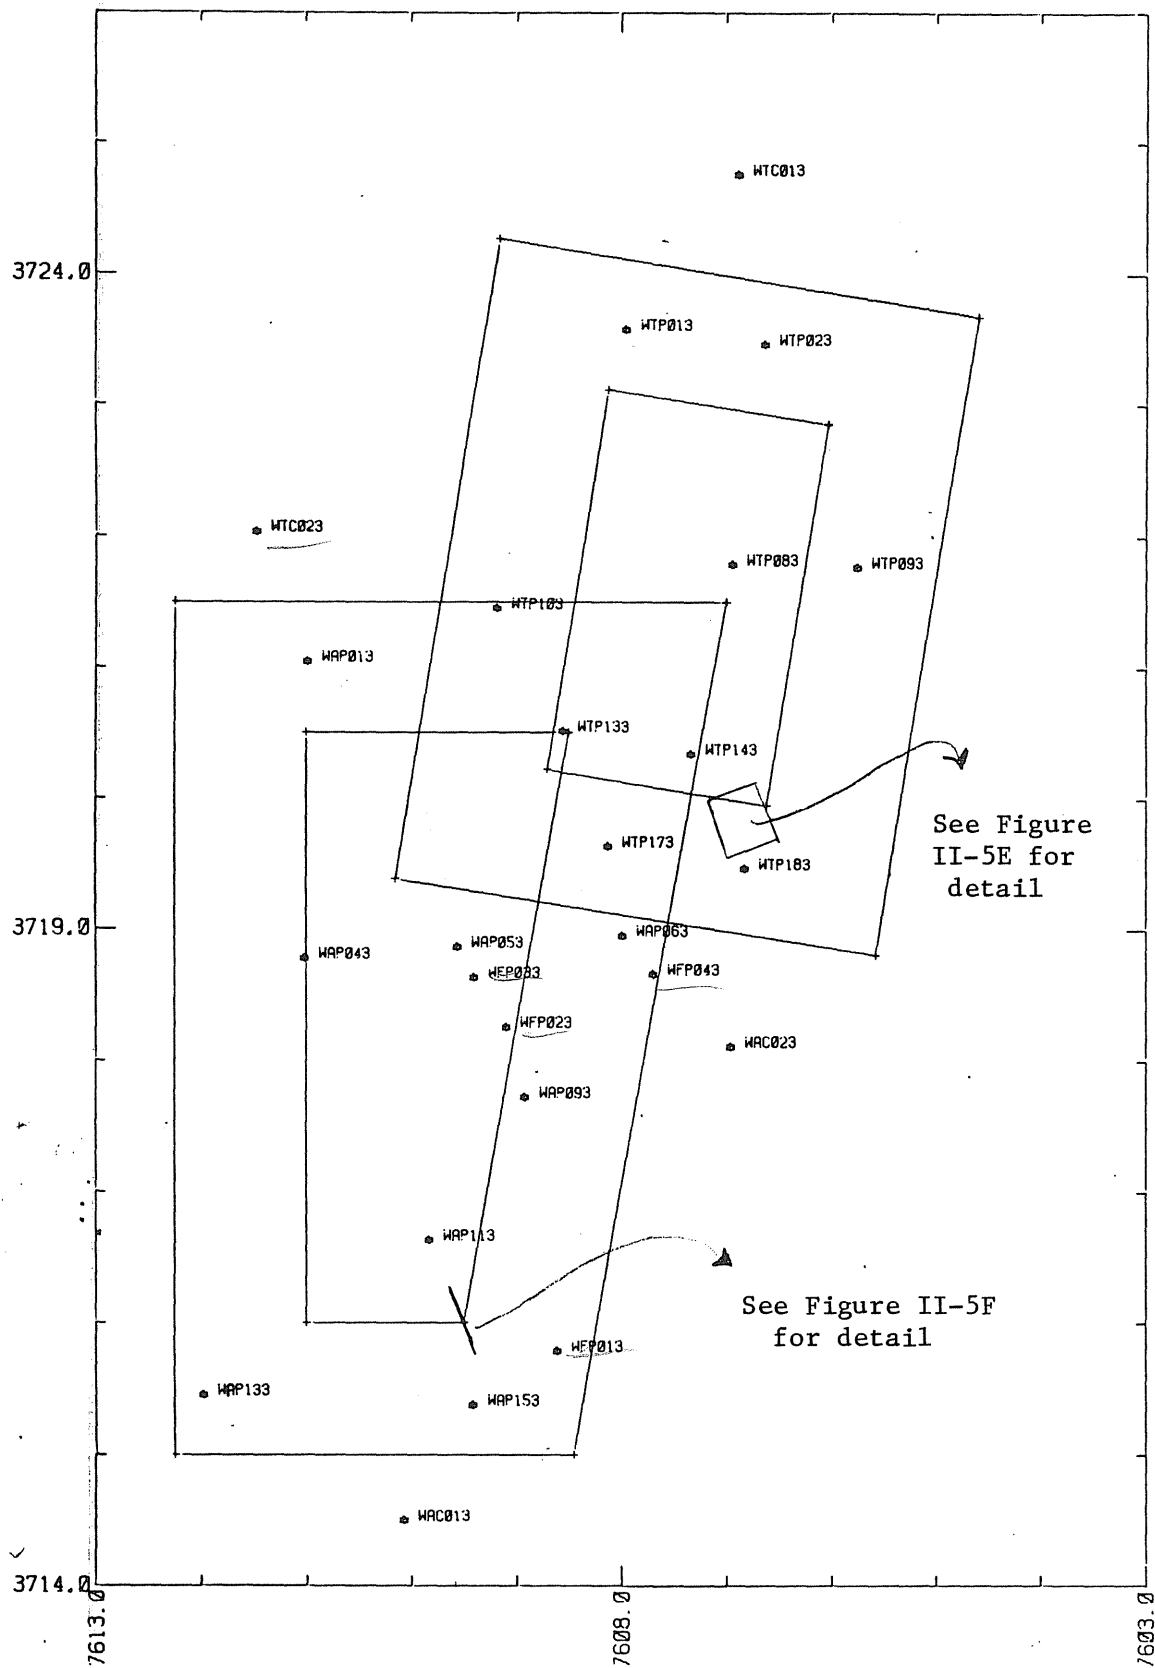 WTC013
3724.0
WTP013
WTP023
WTC023
WTP083
WTP093
WTP103
WAP013
WTP133
WTP143
See Figure
II-5E for
detail
WTP173
WTP183
3719.0
WAP063
WAP053
WAP043
WFP033
WFP043
WFP023
WAC023
WAP093
WAP113
See Figure II-5F
for detail
WFP013
WAP133
WAP153
WAC013
3714.0
7613.0
7608.0
7603.0